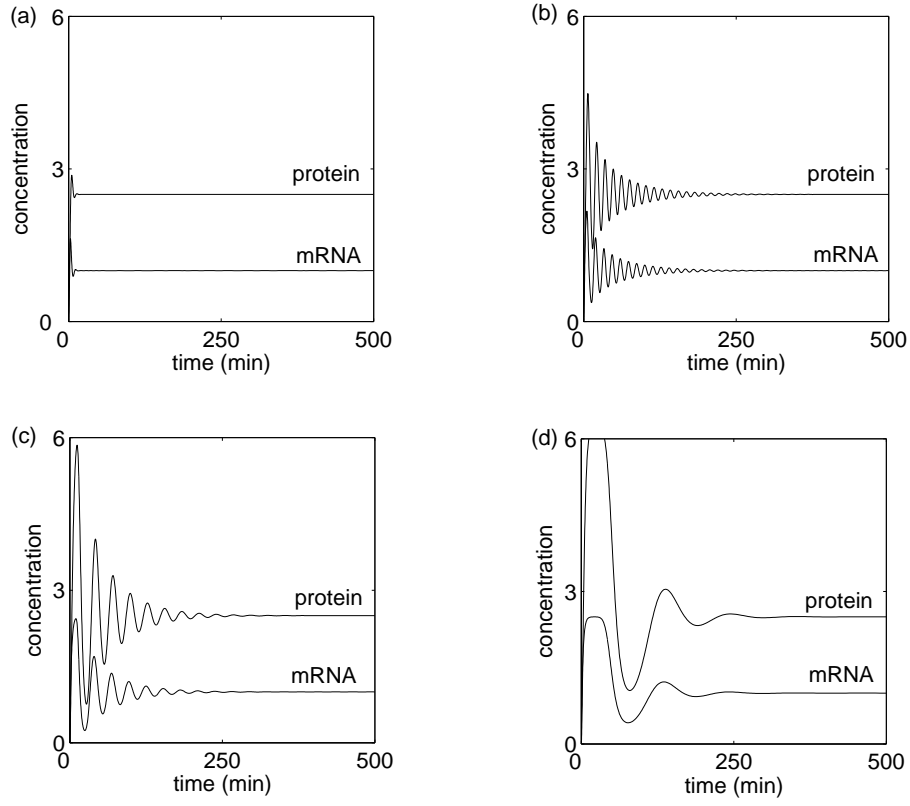 (a)
6
concentration
3
protein
mRNA
0
0
250
500
time (min)
(b)
6
concentration
3
protein
mRNA
0
0
250
500
time (min)
(c)
6
concentration
3
protein
mRNA
0
0
250
500
time (min)
(d)
6
concentration
3
protein
mRNA
0
0
250
500
time (min)